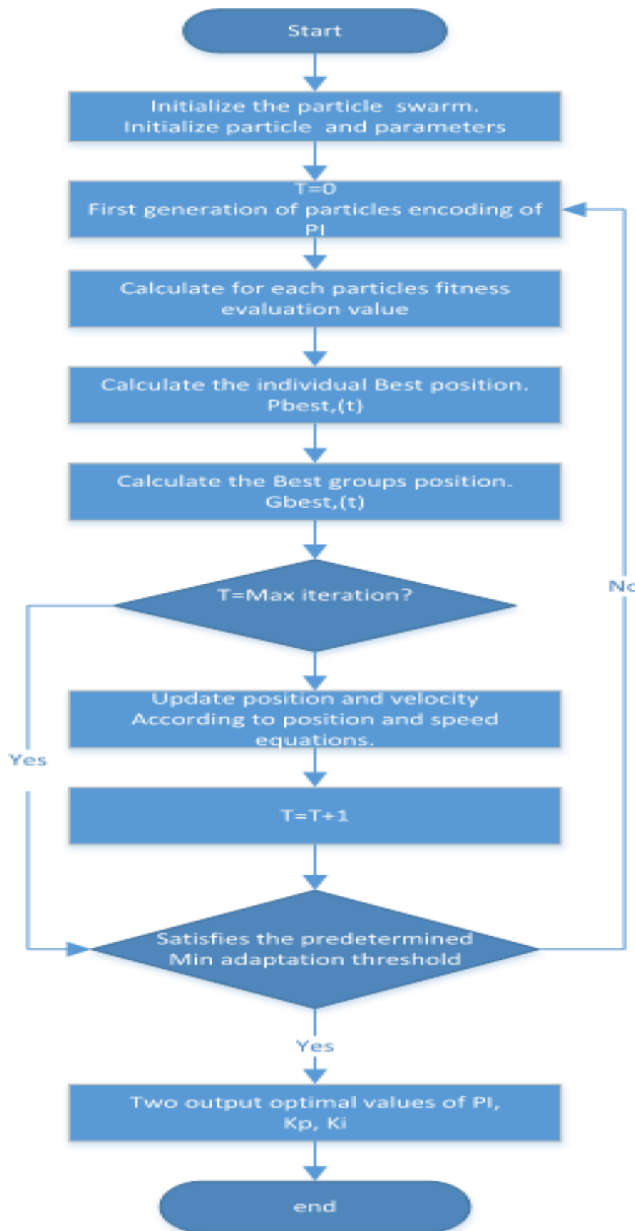 Start
Initialize the particle swarm.
Initialize particle and parameters
T=0
First generation of particles encoding of
PI
Calculate for each particles fitness
evaluation value
Calculate the individual Best position.
Pbest,(t)
Calculate the Best groups position.
Gbest,(t)
T=Max iteration?
No
Update position and velocity
According to position and speed
equations.
Yes
T=T+1
Satisfies the predetermined
Min adaptation threshold
Yes
Two output optimal values of PI,
Kp, Ki
end